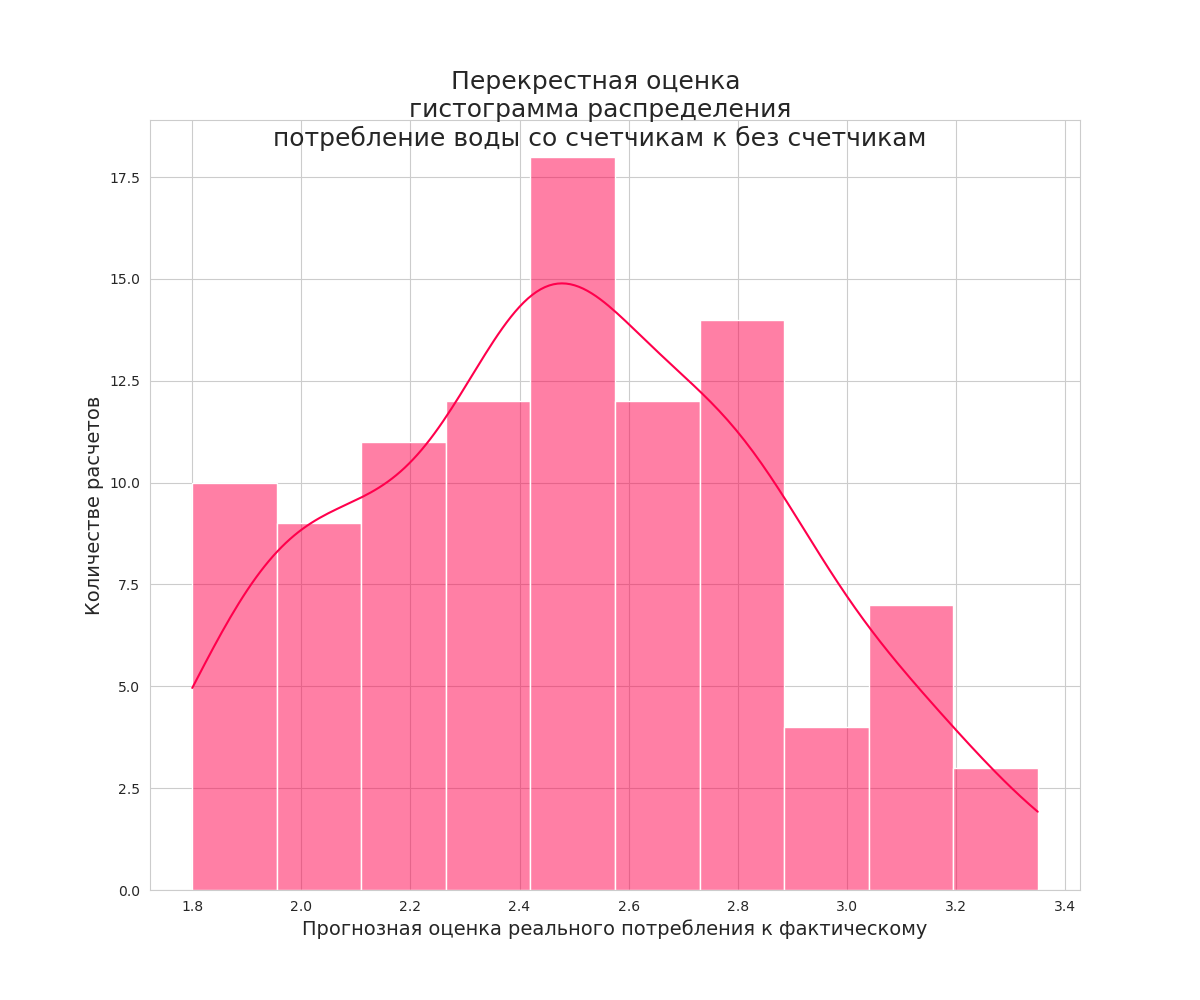 Перекрестная оценка
гистограмма распределения
потребление воды со счетчикам к без счетчикам
17.5
15.0
12.5
10.0
7.5
5.0
2.5
0.0
Количестве расчетов
1.8 2.0 2.2 2.4 2.6 2.8 3.0 3.2 3.4
Прогнозная оценка реального потребления к фактическому